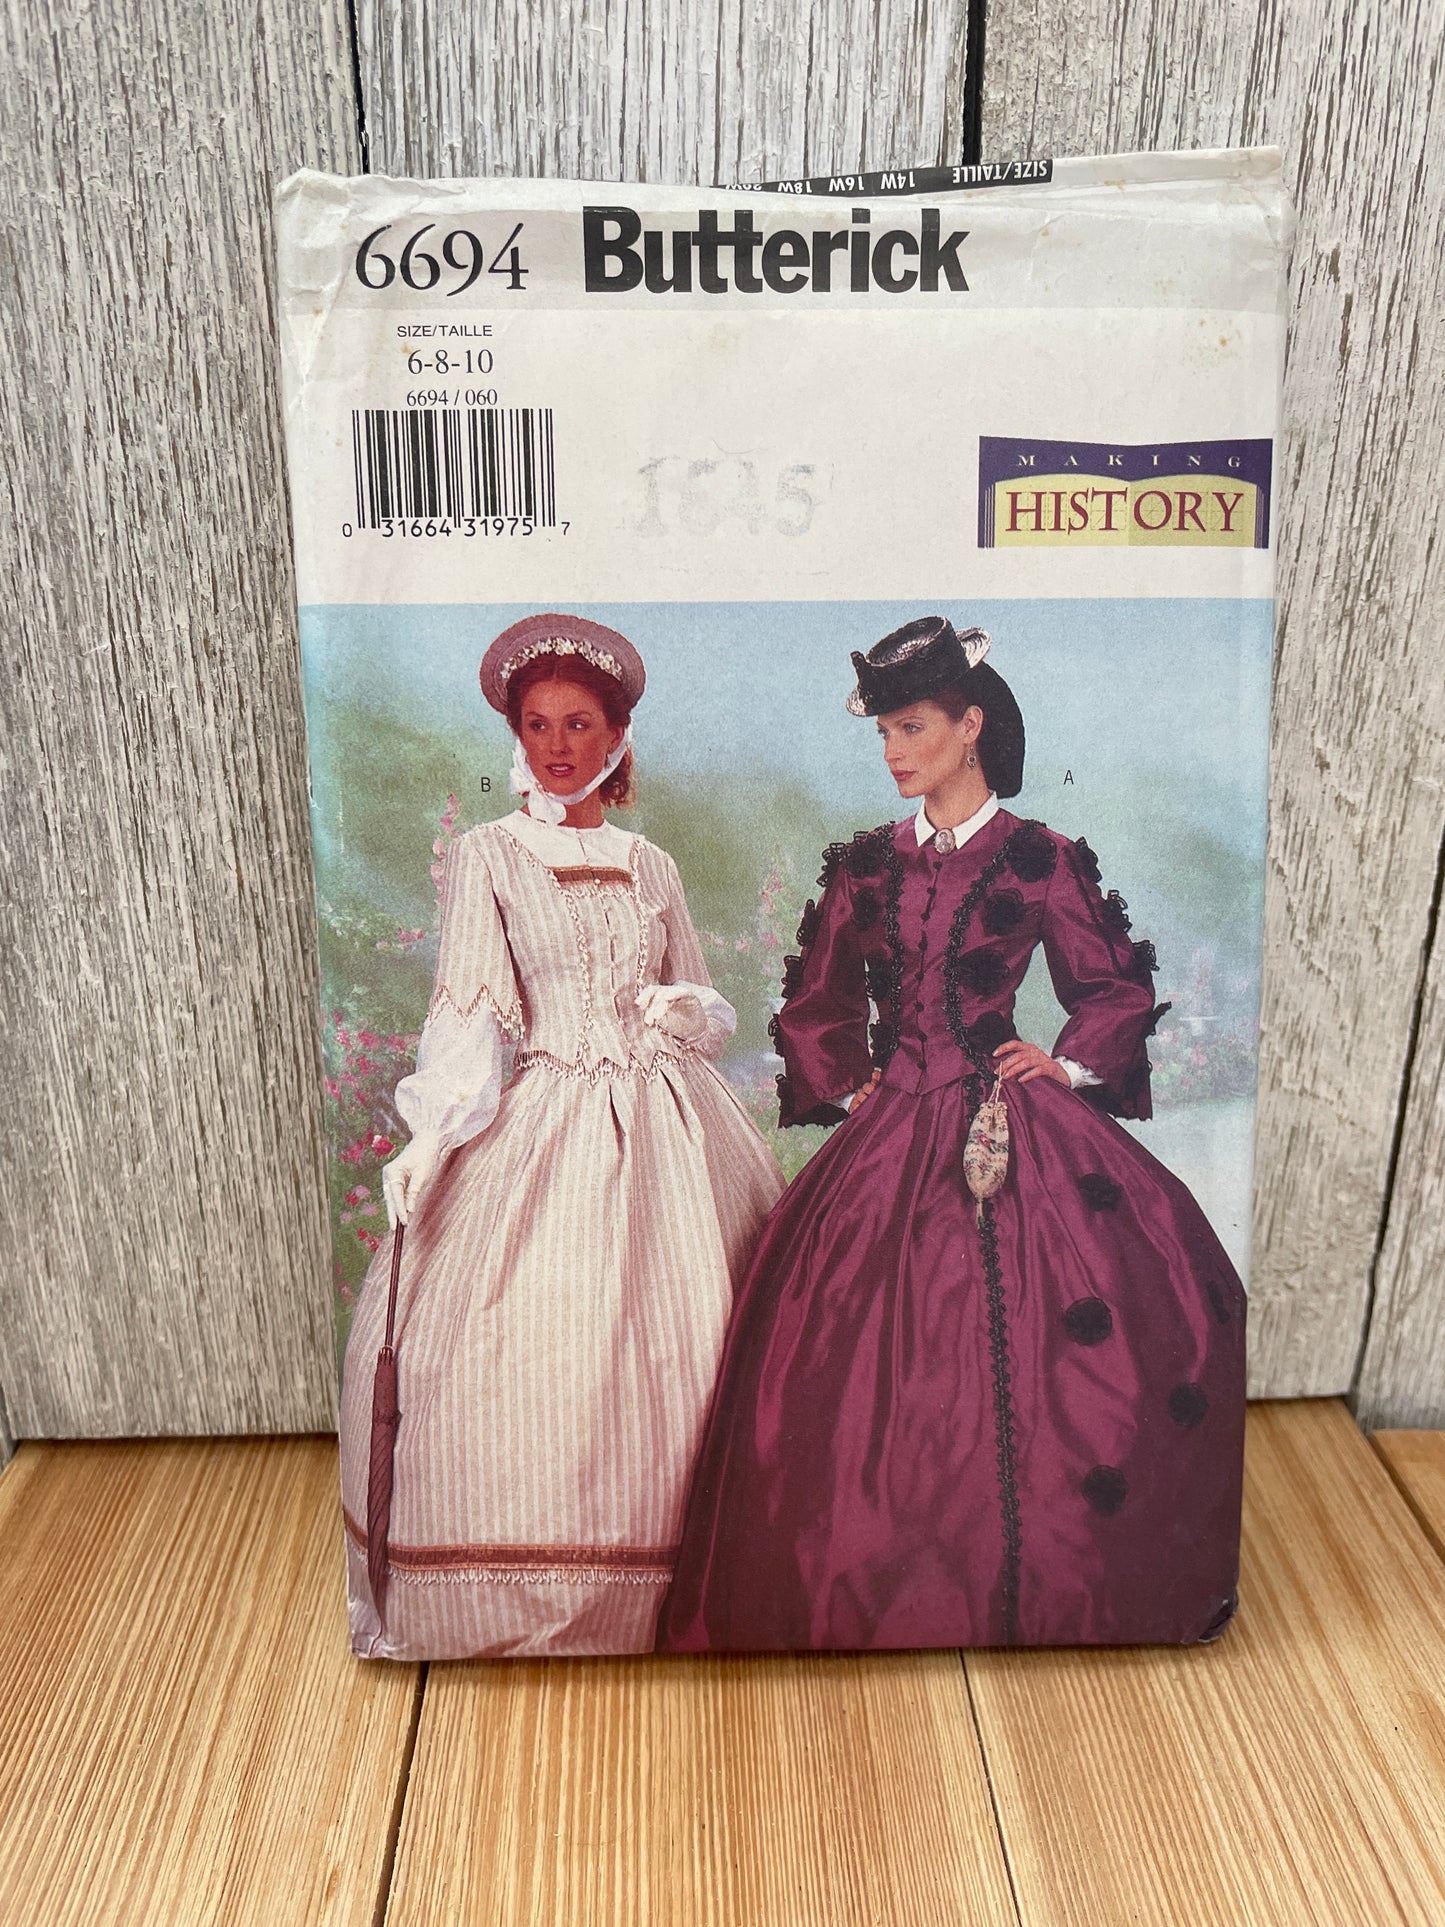 SIZE/TAILLE 14W 16W 18W 20W
6694 Butterick
SIZE/TAILLE
6-8-10
6694 / 060
0 31664 31975 7
MAKING
HISTORY
B
A